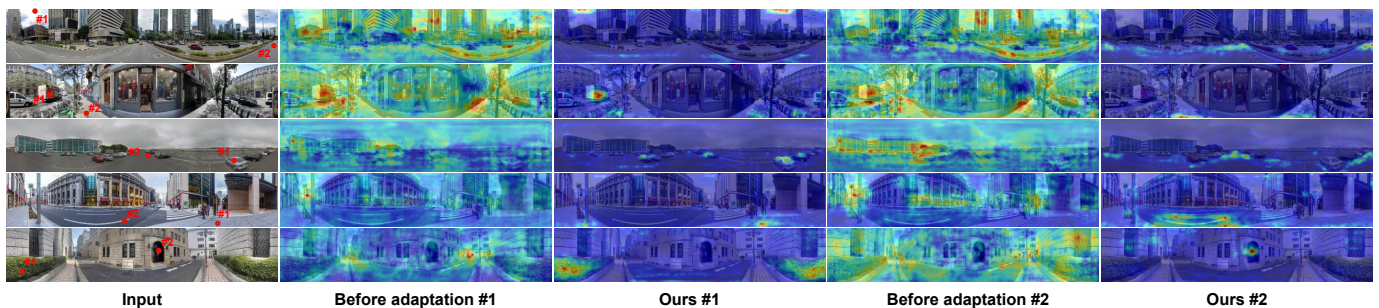 #1
#2
#1
#2
#2
#1
#2
#1
#2
#1
Input
Before adaptation #1
Ours #1
Before adaptation #2
Ours #2